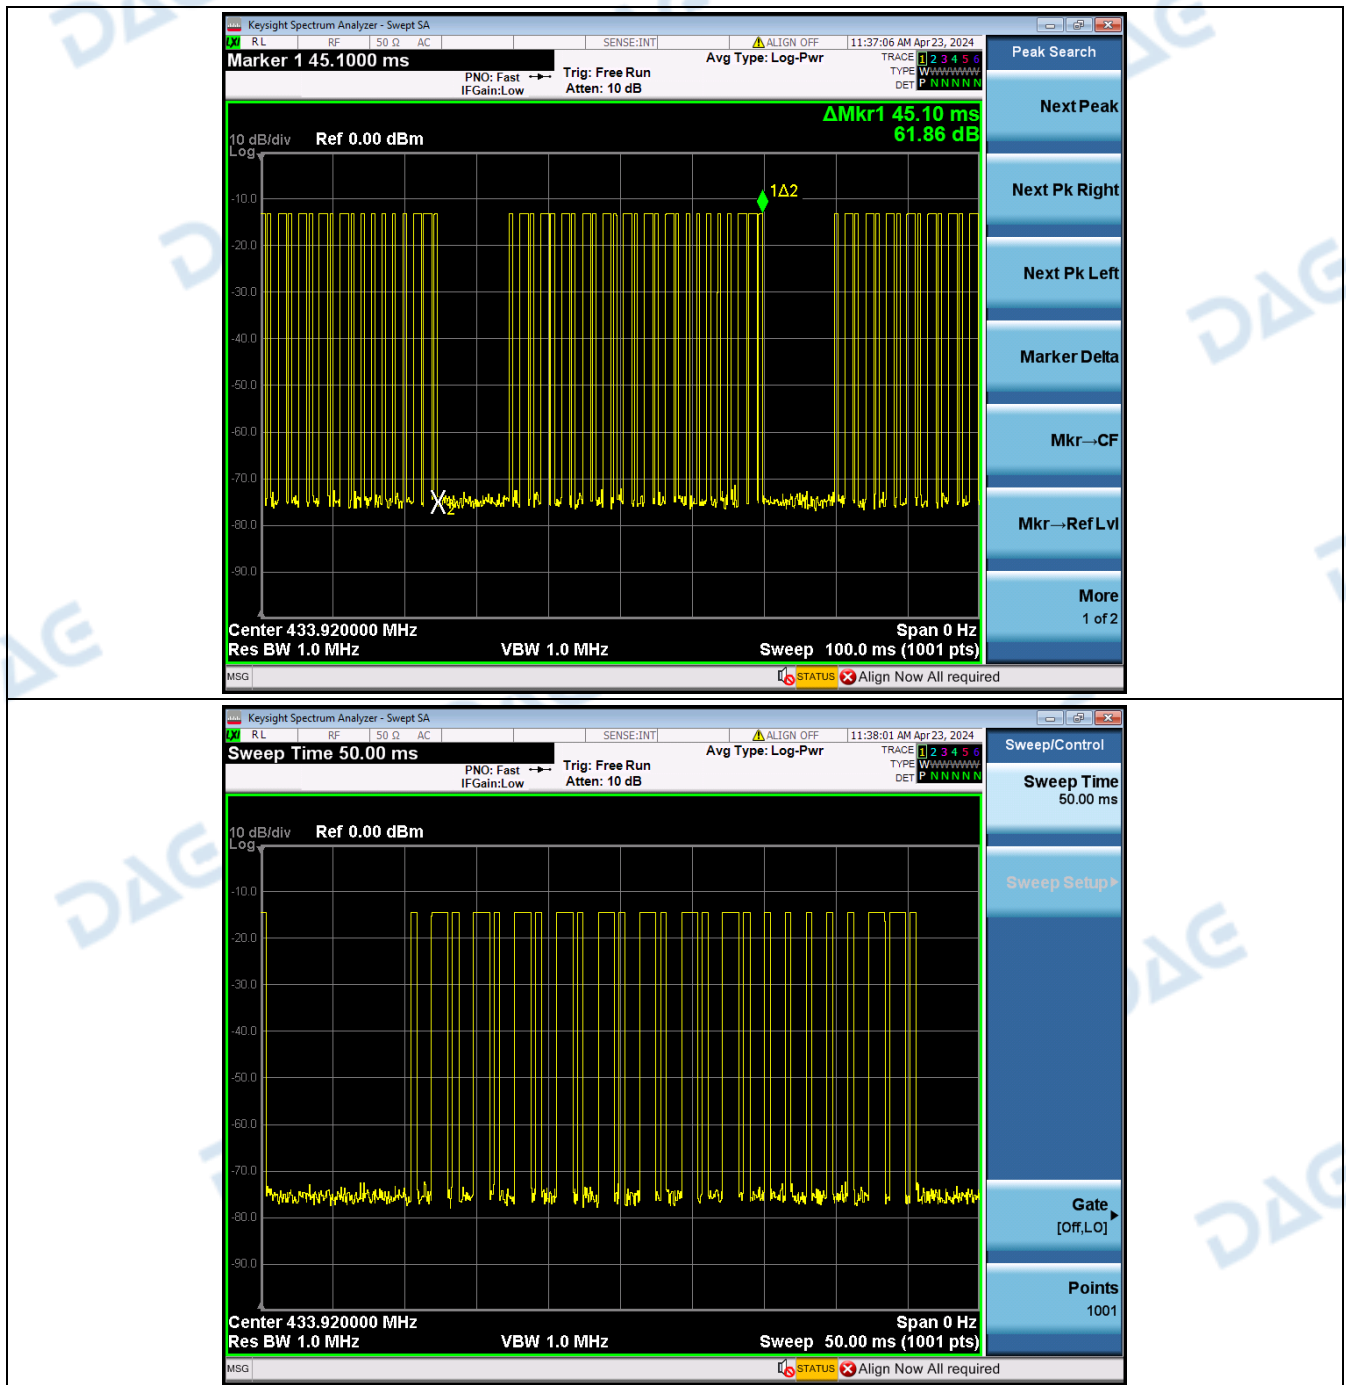 Keysight Spectrum Analyzer - Swept SA
LXI RL RF 50 Ω AC SENSE:INT ALIGN OFF 11:37:06 AM Apr 23, 2024
Marker 1 45.1000 ms
PNO: Fast
IFGain:Low
Trig: Free Run
Atten: 10 dB
Avg Type: Log-Pwr
TRACE 1 2 3 4 5 6
TYPE W
DET P N N N N N
Peak Search
Next Peak
Next Pk Right
Next Pk Left
Marker Delta
Mkr→CF
Mkr→Ref Lvl
More
1 of 2
ΔMkr1 45.10 ms
61.86 dB
10 dB/div Ref 0.00 dBm
Log
-10.0
-20.0
-30.0
-40.0
-50.0
-60.0
-70.0
-80.0
-90.0
1Δ2
2
Center 433.920000 MHz Span 0 Hz
Res BW 1.0 MHz VBW 1.0 MHz Sweep 100.0 ms (1001 pts)
MSG STATUS Align Now All required
Keysight Spectrum Analyzer - Swept SA
LXI RL RF 50 Ω AC SENSE:INT ALIGN OFF 11:38:01 AM Apr 23, 2024
Sweep Time 50.00 ms
PNO: Fast
IFGain:Low
Trig: Free Run
Atten: 10 dB
Avg Type: Log-Pwr
TRACE 1 2 3 4 5 6
TYPE W
DET P N N N N N
Sweep/Control
Sweep Time
50.00 ms
Sweep Setup
Gate
[Off,LO]
Points
1001
10 dB/div Ref 0.00 dBm
Log
-10.0
-20.0
-30.0
-40.0
-50.0
-60.0
-70.0
-80.0
-90.0
Center 433.920000 MHz Span 0 Hz
Res BW 1.0 MHz VBW 1.0 MHz Sweep 50.00 ms (1001 pts)
MSG STATUS Align Now All required